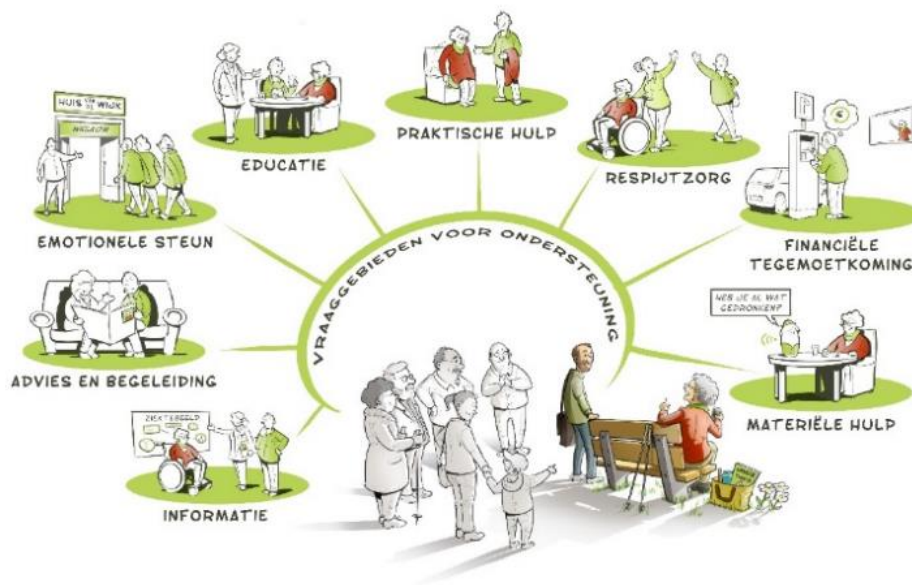 PRAKTISCHE HULP
EDUCATIE
RESPIJTZORG
HUIS VAN DE WIJK
EMOTIONELE STEUN
FINANCIËLE
TEGEMOETKOMING
VRAAGGEBIEDEN VOOR ONDERSTEUNING
HEB JE AL WAT
GEDRONKEN?
ADVIES EN BEGELEIDING
MATERIËLE HULP
ZIEKTEBEELD
INFORMATIE